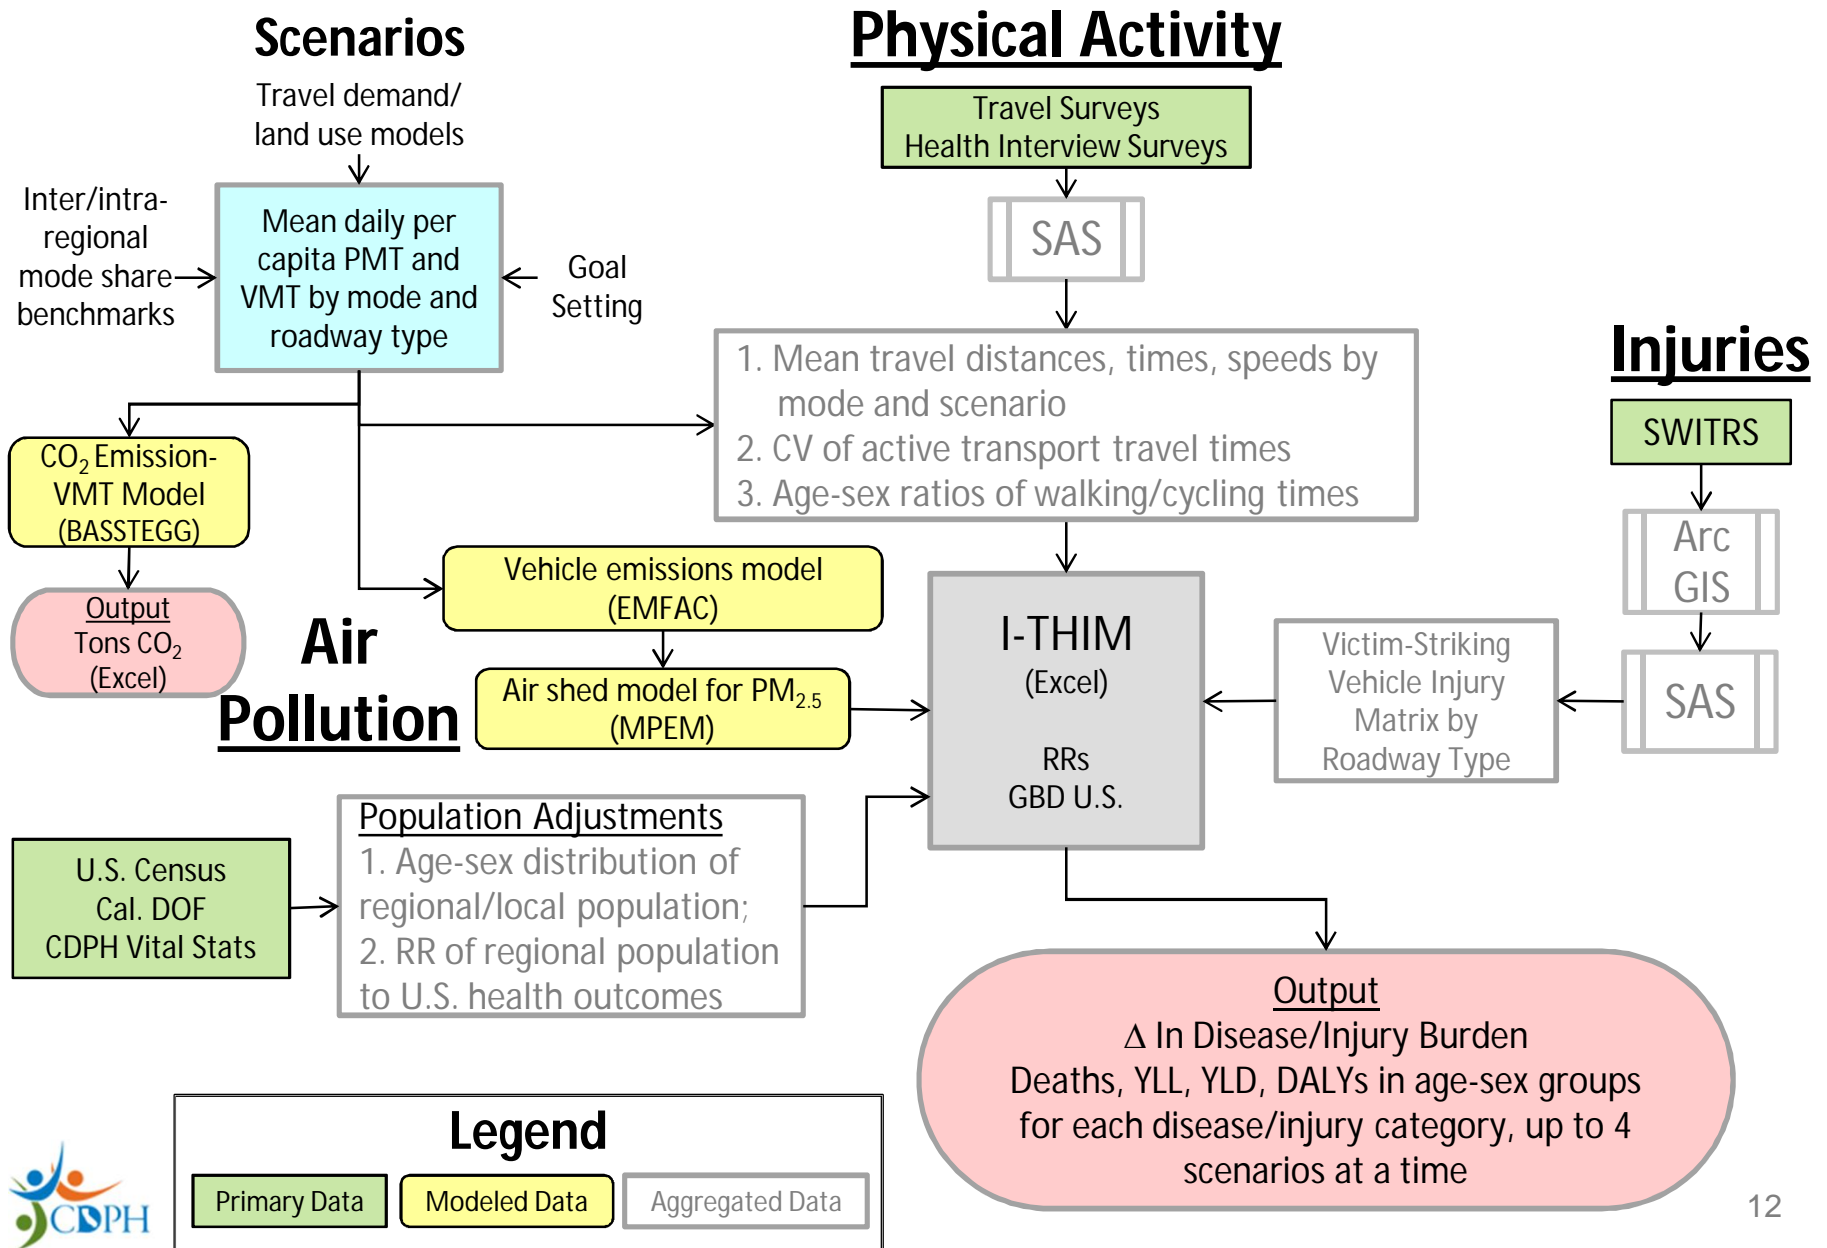 Scenarios
Travel demand/
land use models
Inter/intra-
regional
mode share
benchmarks
Mean daily per
capita PMT and
VMT by mode and
roadway type
Goal
Setting
Physical Activity
Travel Surveys
Health Interview Surveys
SAS
1. Mean travel distances, times, speeds by
mode and scenario
2. CV of active transport travel times
3. Age-sex ratios of walking/cycling times
Injuries
SWITRS
Arc
GIS
SAS
Victim-Striking
Vehicle Injury
Matrix by
Roadway Type
CO2 Emission-
VMT Model
(BASSTEGG)
Output
Tons CO2
(Excel)
Air
Pollution
Vehicle emissions model
(EMFAC)
Air shed model for PM2.5
(MPEM)
I-THIM
(Excel)
RRs
GBD U.S.
U.S. Census
Cal. DOF
CDPH Vital Stats
Population Adjustments
1. Age-sex distribution of
regional/local population;
2. RR of regional population
to U.S. health outcomes
Output
Δ In Disease/Injury Burden
Deaths, YLL, YLD, DALYs in age-sex groups
for each disease/injury category, up to 4
scenarios at a time
Legend
Primary Data
Modeled Data
Aggregated Data
CDPH
12